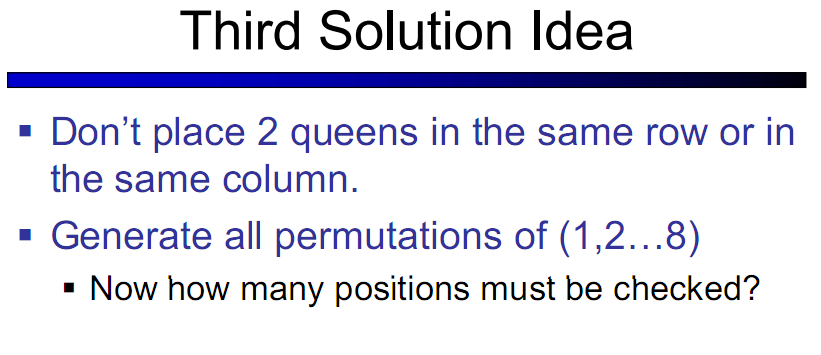 Third Solution Idea
▪ Don’t place 2 queens in the same row or in
the same column.
▪ Generate all permutations of (1,2…8)
▪ Now how many positions must be checked?